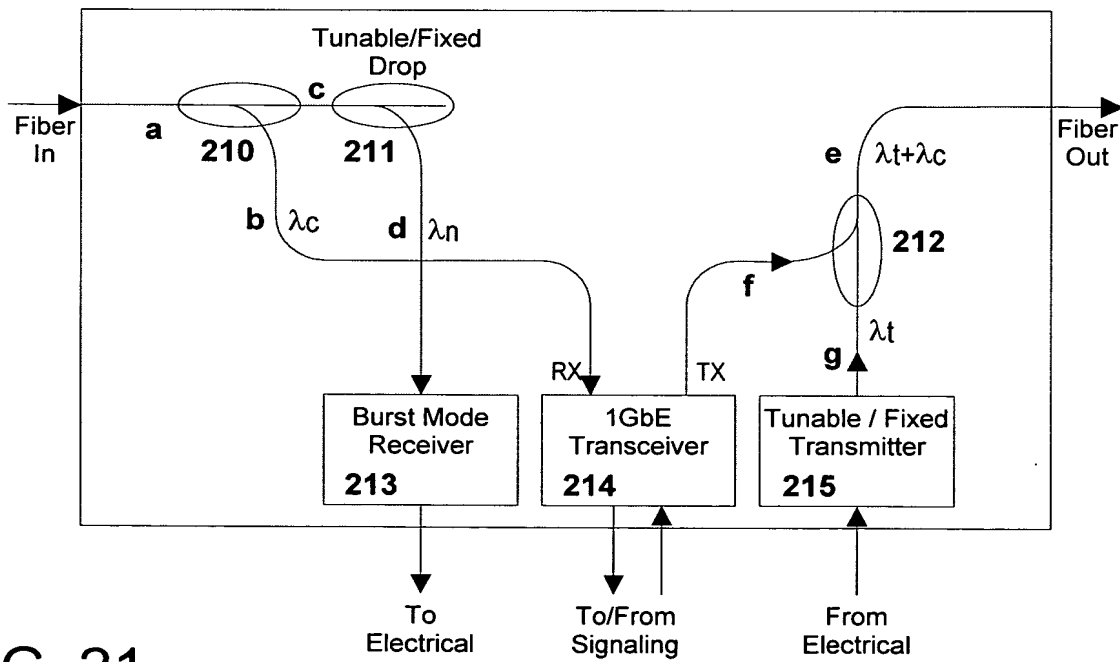 Tunable/Fixed
Drop
Fiber
In
a
210
c
211
b
λc
d
λn
e
λt+λc
Fiber
Out
212
f
λt
g
RX
TX
Burst Mode
Receiver
213
1GbE
Transceiver
214
Tunable / Fixed
Transmitter
215
To
Electrical
To/From
Signaling
From
Electrical